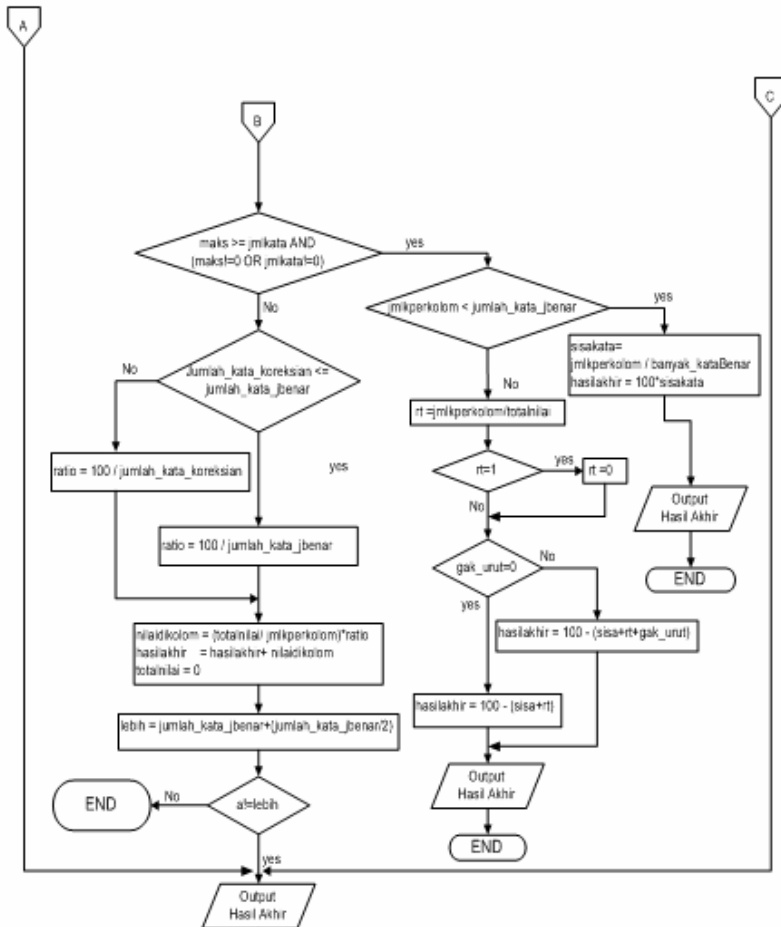 A
C
B
maks >= jmlkata AND
(maks!=0 OR jmlkata!=0)
yes
No
jmlkperkolom < jumlah_kata_jbenar
yes
sisakata=
jmlkperkolom / banyak_kataBenar
hasilakhir = 100*sisakata
Jumlah_kata_koreksian <=
jumlah_kata_jbenar
No
No
rt =jmlkperkolom/totalnilai
ratio = 100 / jumlah_kata_koreksian
yes
rt=1
yes
rt =0
No
Output
Hasil Akhir
END
ratio = 100 / jumlah_kata_jbenar
gak_urut=0
No
yes
nilaidikolom = (totalnilai/ jmlkperkolom)*ratio
hasilakhir = hasilakhir+ nilaidikolom
totalnilai = 0
hasilakhir = 100 - (sisa+rt+gak_urut)
lebih = jumlah_kata_jbenar+(jumlah_kata_jbenar/2)
hasilakhir = 100 - (sisa+rt)
END
No
a!=lebih
yes
Output
Hasil Akhir
END
Output
Hasil Akhir